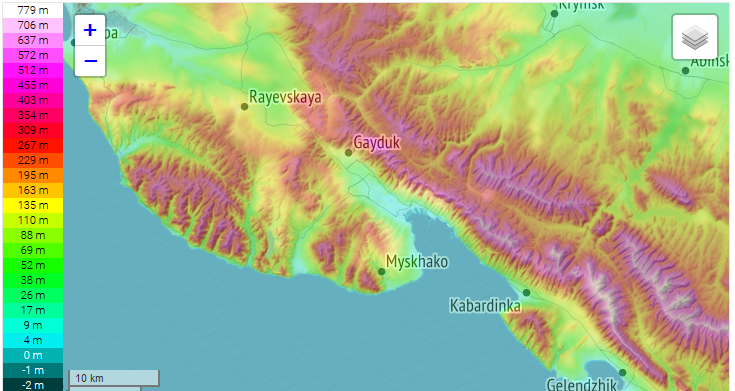 779 m
706 m
637 m
572 m
512 m
455 m
403 m
354 m
309 m
267 m
229 m
195 m
163 m
135 m
110 m
88 m
69 m
52 m
38 m
26 m
17 m
9 m
4 m
0 m
-1 m
-2 m
+
−
Krymsk
Abinsk
Rayevskaya
Gayduk
Myskhako
Kabardinka
Gelendzhik
10 km